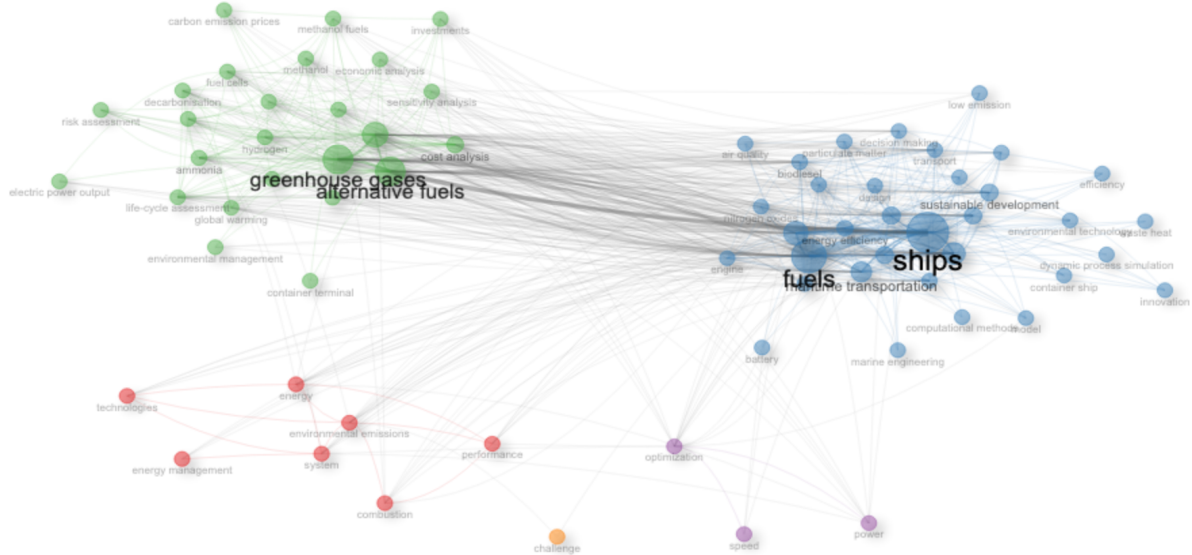 carbon emission prices
methanol fuels
investments
methanol
economic analysis
fuel cells
decarbonisation
sensitivity analysis
risk assessment
hydrogen
cost analysis
ammonia
greenhouse gases
electric power output
alternative fuels
life-cycle assessment
global warming
environmental management
container terminal
low emission
decision making
air quality
particulate matter
transport
biodiesel
efficiency
design
sustainable development
nitrogen oxides
environmental technology
waste heat
energy efficiency
ships
engine
dynamic process simulation
fuels
maritime transportation
container ship
innovation
computational methods
model
battery
marine engineering
energy
technologies
environmental emissions
performance
optimization
system
energy management
combustion
power
speed
challenge